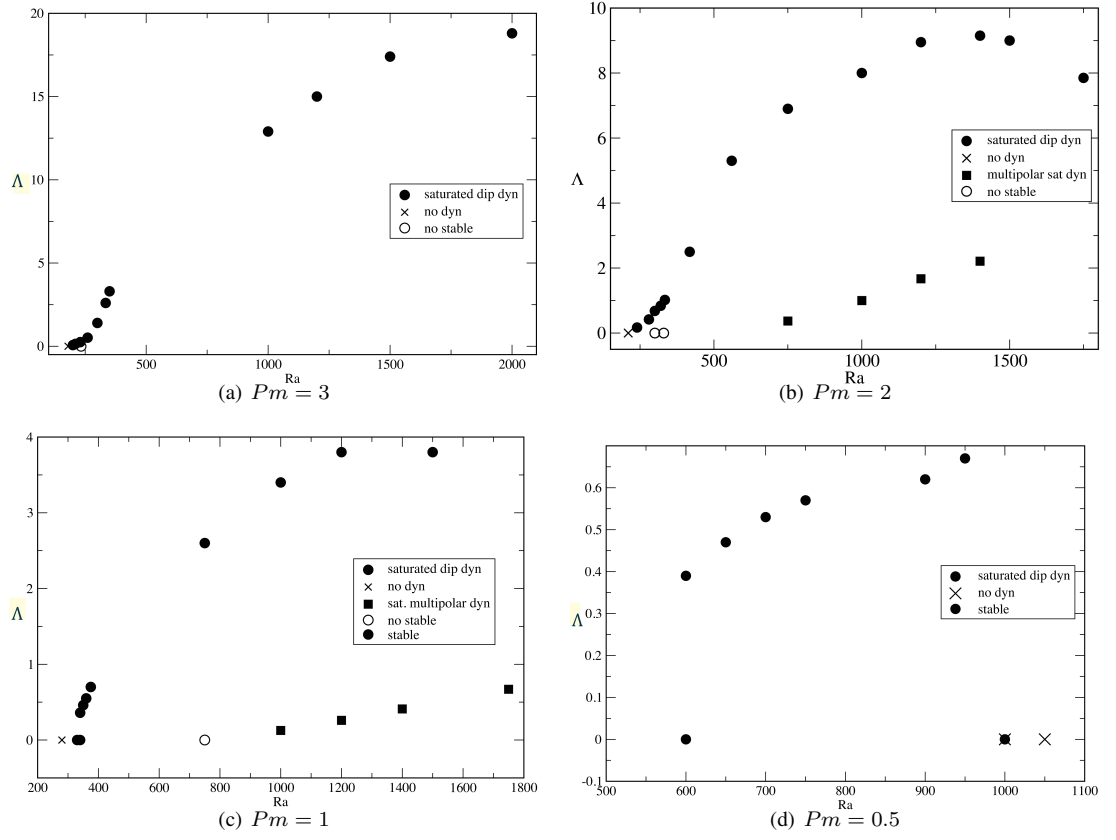 20
15
10
5
0
Λ
saturated dip dyn
no dyn
no stable
500 1000 1500 2000
Ra
(a) Pm = 3
10
8
6
4
2
0
Λ
saturated dip dyn
no dyn
multipolar sat dyn
no stable
500 1000 1500
Ra
(b) Pm = 2
4
3
2
1
0
Λ
saturated dip dyn
no dyn
sat. multipolar dyn
no stable
stable
200 400 600 800 1000 1200 1400 1600 1800
Ra
(c) Pm = 1
0.6
0.5
0.4
0.3
0.2
0.1
0
-0.1
Λ
saturated dip dyn
no dyn
stable
500 600 700 800 900 1000 1100
Ra
(d) Pm = 0.5